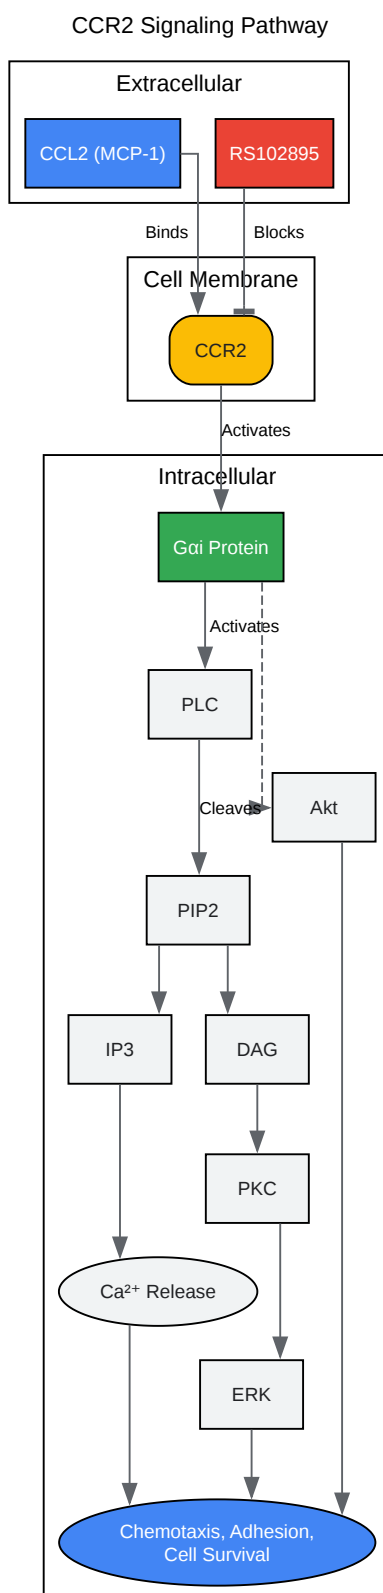 CCR2 Signaling Pathway
Extracellular
CCL2 (MCP-1)
RS102895
Binds
Blocks
Cell Membrane
CCR2
Activates
Intracellular
Gαi Protein
Activates
PLC
Cleaves
Akt
PIP2
IP3
DAG
PKC
Ca²⁺ Release
ERK
Chemotaxis, Adhesion,
Cell Survival